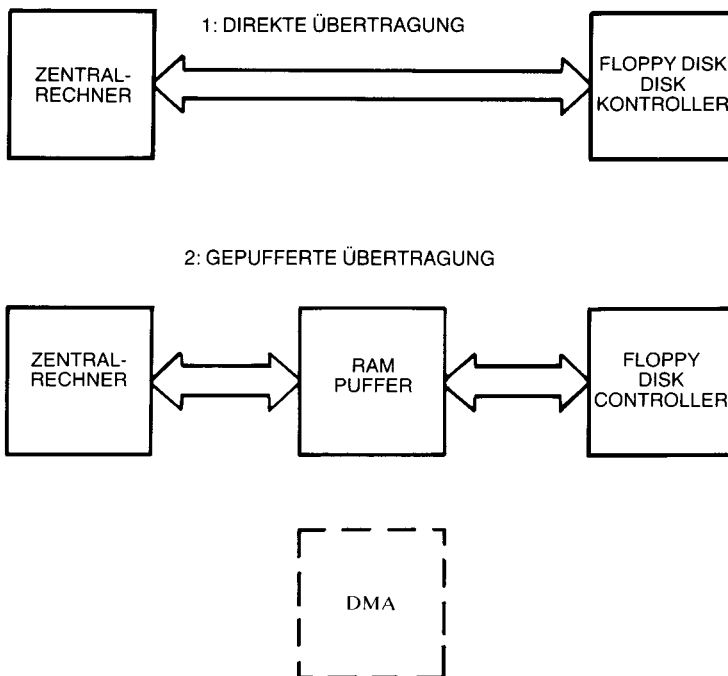 1: DIREKTE ÜBERTRAGUNG
ZENTRAL-
RECHNER
FLOPPY DISK
DISK
KONTROLLER
2: GEPUFFERTE ÜBERTRAGUNG
ZENTRAL-
RECHNER
RAM
PUFFER
FLOPPY
DISK
CONTROLLER
DMA